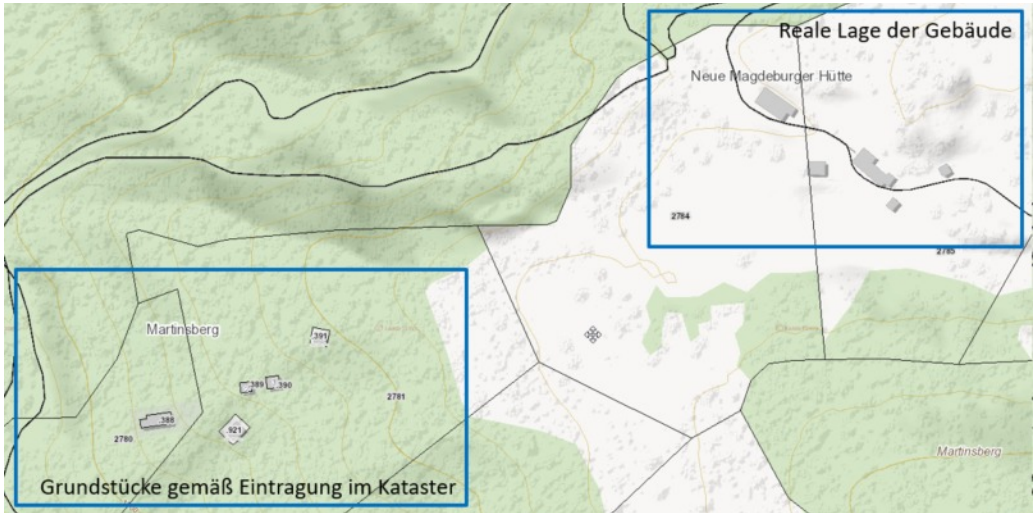 Reale Lage der Gebäude
Neue Magdeburger Hütte
2784
2785
Martinsberg
.391
.389
.390
2781
.388
.921
2780
Martinsberg
Grundstücke gemäß Eintragung im Kataster